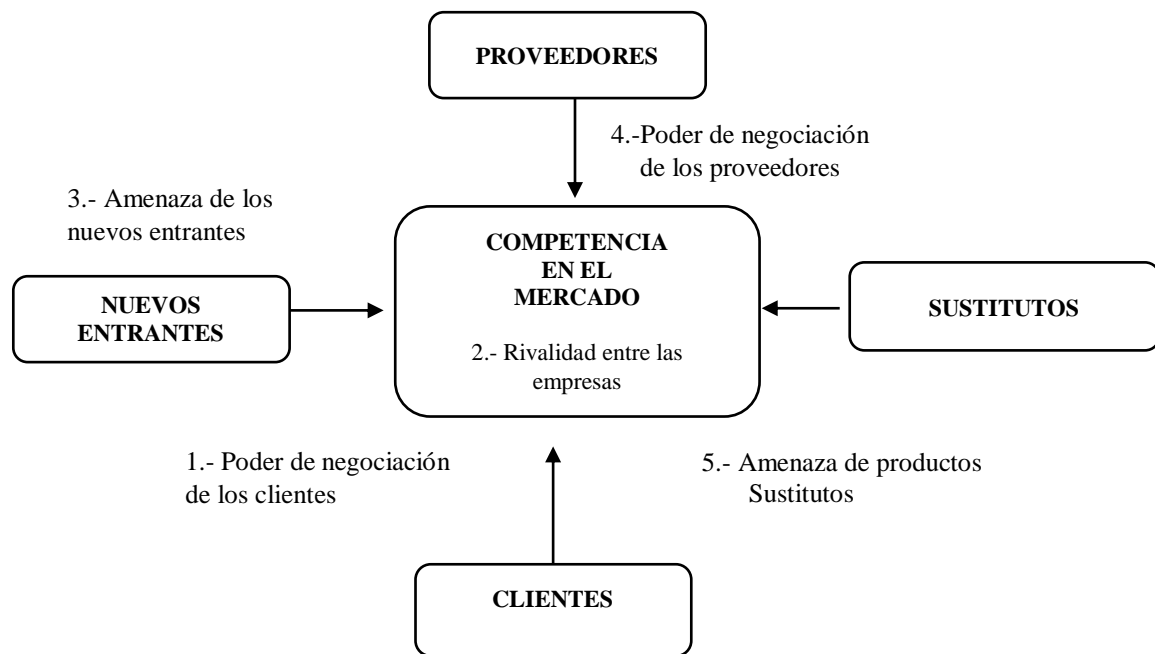 PROVEEDORES
4.-Poder de negociación
de los proveedores
3.- Amenaza de los
nuevos entrantes
COMPETENCIA
EN EL
MERCADO
NUEVOS
ENTRANTES
SUSTITUTOS
2.- Rivalidad entre las
empresas
1.- Poder de negociación
de los clientes
5.- Amenaza de productos
Sustitutos
CLIENTES